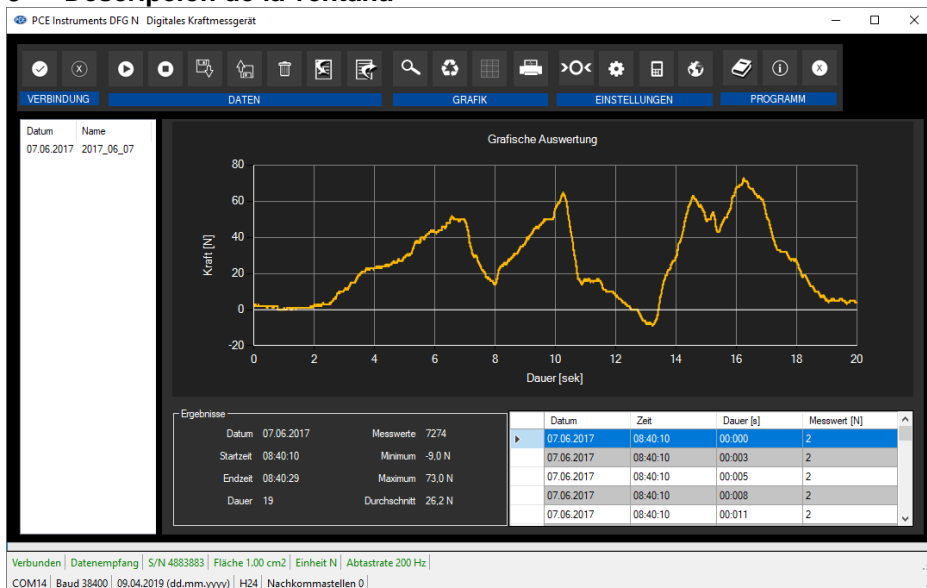 Descripción de la ventana
PCE Instruments DFG N Digitales Kraftmessgerät
VERBINDUNG DATEN GRAFIK EINSTELLUNGEN PROGRAMM
Datum Name
07.06.2017 2017_06_07
Grafische Auswertung
80
60
40
20
0
-20
Kraft [N]
0 2 4 6 8 10 12 14 16 18 20
Dauer [sek]
Ergebnisse
Datum 07.06.2017 Messwerte 7274
Startzeit 08:40:10 Minimum -9,0 N
Endzeit 08:40:29 Maximum 73,0 N
Dauer 19 Durchschnitt 26,2 N
Datum Zeit Dauer [s] Messwert [N]
07.06.2017 08:40:10 00:000 2
07.06.2017 08:40:10 00:003 2
07.06.2017 08:40:10 00:005 2
07.06.2017 08:40:10 00:008 2
07.06.2017 08:40:10 00:011 2
Verbunden Datenempfang S/N 4883883 Fläche 1.00 cm2 Einheit N Abtastrate 200 Hz
COM14 Baud 38400 09.04.2019 (dd.mm.yyyy) H24 Nachkommastellen 0